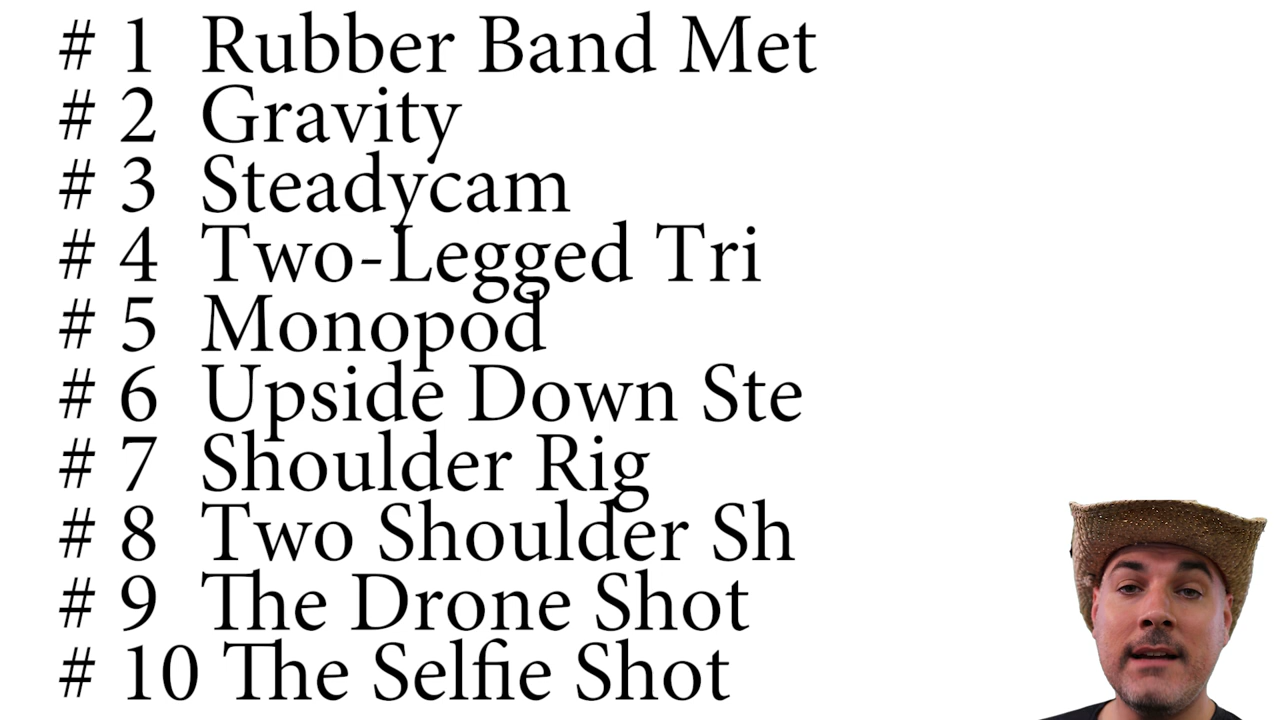 # 1 Rubber Band Met
# 2 Gravity
# 3 Steadycam
# 4 Two-Legged Tri
# 5 Monopod
# 6 Upside Down Ste
# 7 Shoulder Rig
# 8 Two Shoulder Sh
# 9 The Drone Shot
# 10 The Selfie Shot